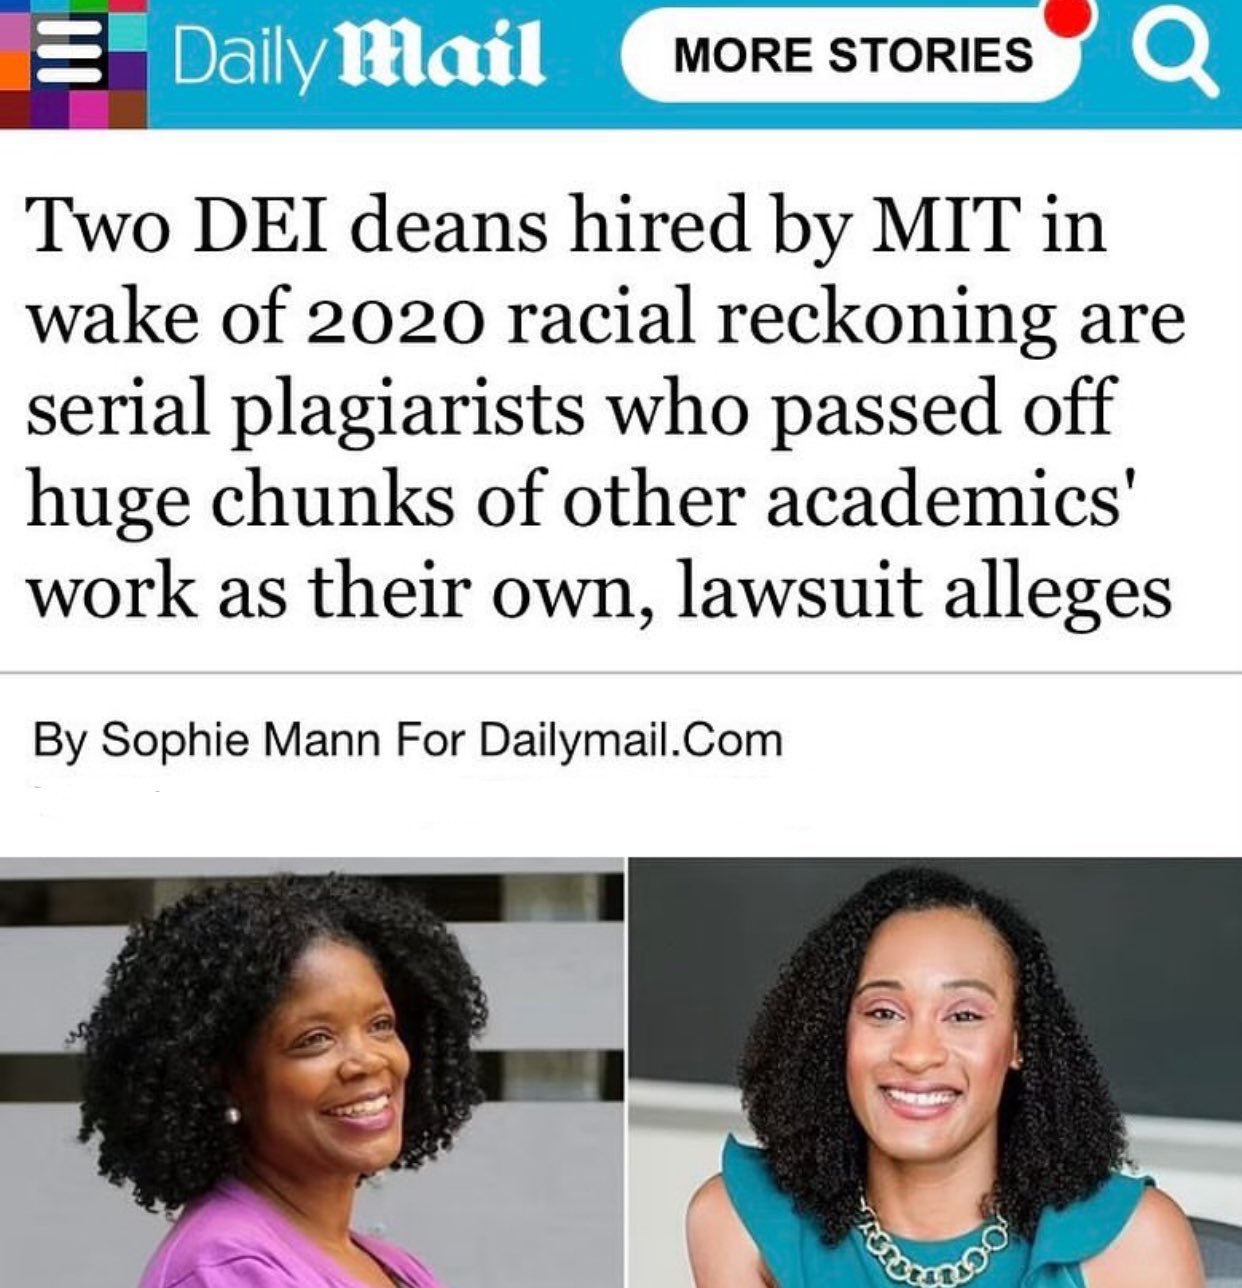 Daily Mail
MORE STORIES
Two DEI deans hired by MIT in
wake of 2020 racial reckoning are
serial plagiarists who passed off
huge chunks of other academics'
work as their own, lawsuit alleges
By Sophie Mann For Dailymail.Com